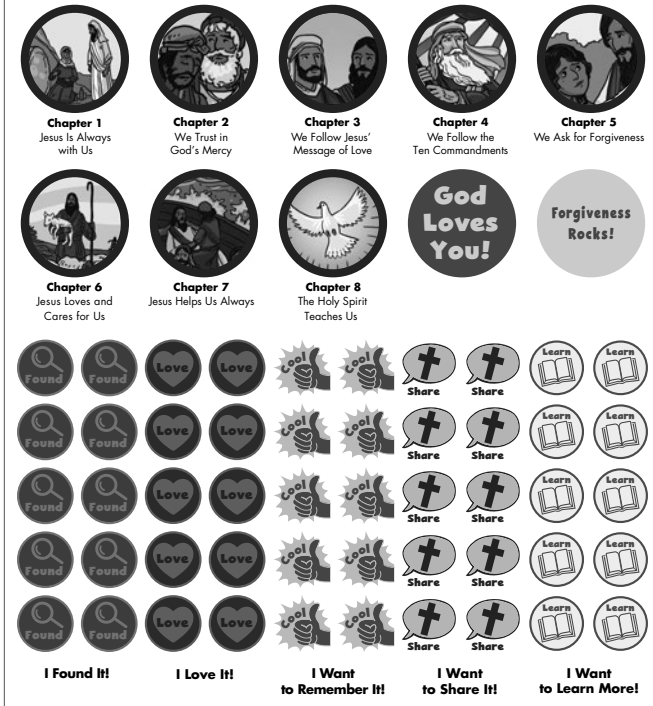 Chapter 1
Jesus Is Always
with Us
Chapter 2
We Trust in
God's Mercy
Chapter 3
We Follow Jesus'
Message of Love
Chapter 4
We Follow the
Ten Commandments
Chapter 5
We Ask for Forgiveness
Chapter 6
Jesus Loves and
Cares for Us
Chapter 7
Jesus Helps Us Always
Chapter 8
The Holy Spirit
Teaches Us
God
Loves
You!
Forgiveness
Rocks!
Found Found Love Love Cool Cool Share Share Learn Learn
Found Found Love Love Cool Cool Share Share Learn Learn
Found Found Love Love Cool Cool Share Share Learn Learn
Found Found Love Love Cool Cool Share Share Learn Learn
Found Found Love Love Cool Cool Share Share Learn Learn
I Found It!
I Love It!
I Want
to Remember It!
I Want
to Share It!
I Want
to Learn More!